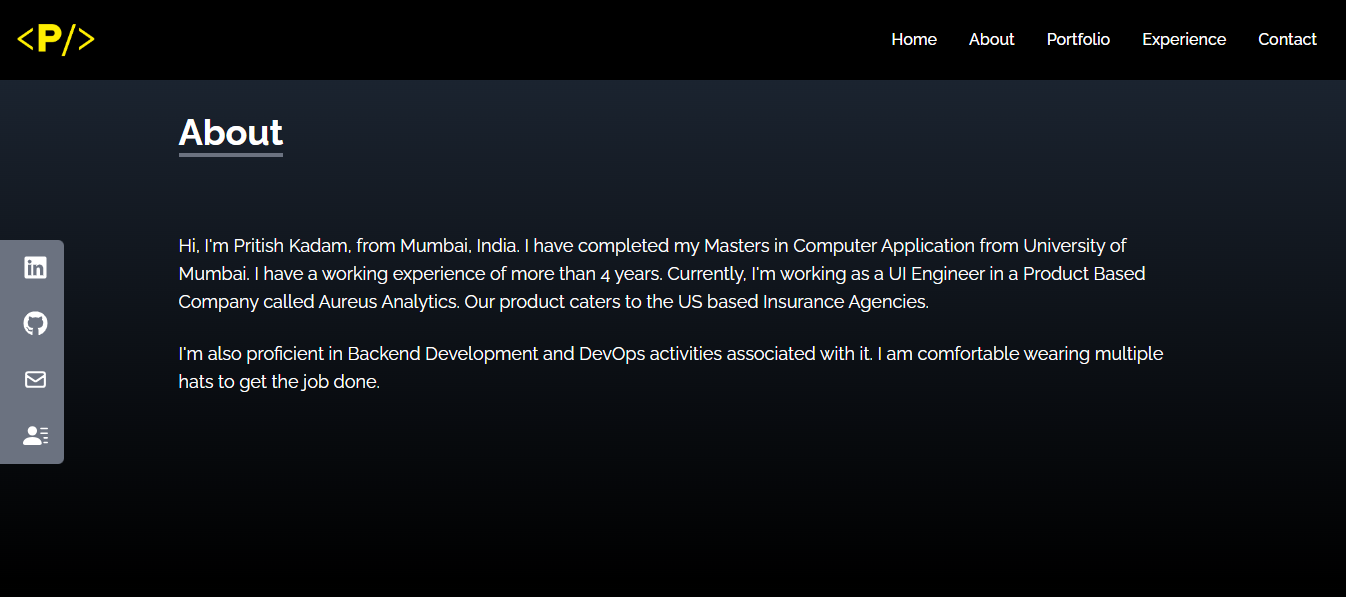 <P/>
Home About Portfolio Experience Contact
About
Hi, I'm Pritish Kadam, from Mumbai, India. I have completed my Masters in Computer Application from University of
Mumbai. I have a working experience of more than 4 years. Currently, I'm working as a UI Engineer in a Product Based
Company called Aureus Analytics. Our product caters to the US based Insurance Agencies.
I'm also proficient in Backend Development and DevOps activities associated with it. I am comfortable wearing multiple
hats to get the job done.
in